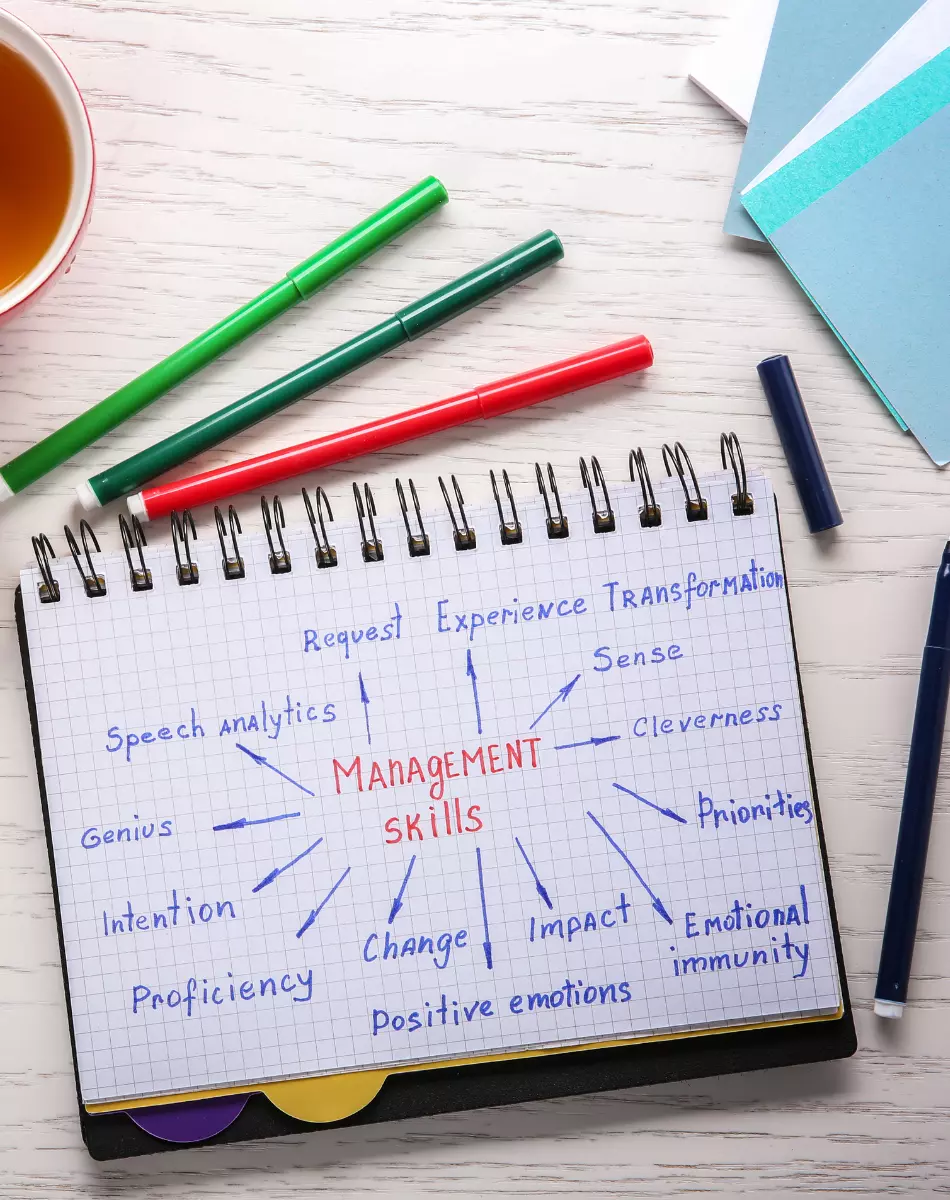 Request Experience Transformation
Sense
Speech analytics
Cleverness
Management
skills
Priorities
Genius
Intention
Impact
Emotional
immunity
Change
Proficiency
Positive emotions